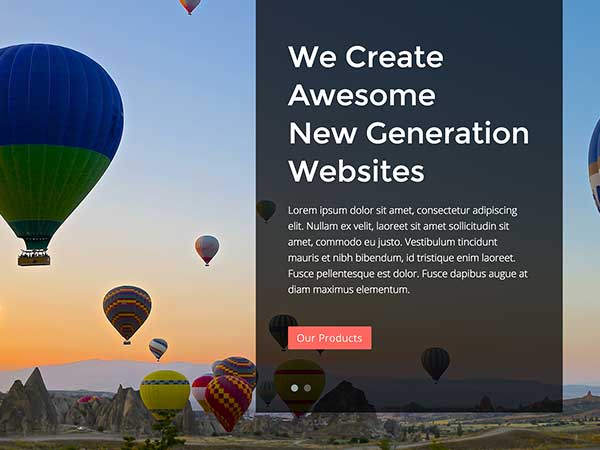 We Create
Awesome
New Generation
Websites
Lorem ipsum dolor sit amet, consectetur adipiscing
elit. Nullam ex velit, laoreet sit amet sollicitudin sit
amet, commodo eu justo. Vestibulum tincidunt
mauris et nibh bibendum, id tristique enim laoreet.
Fusce pellentesque est dolor. Fusce dapibus augue at
diam maximus elementum.
Our Products